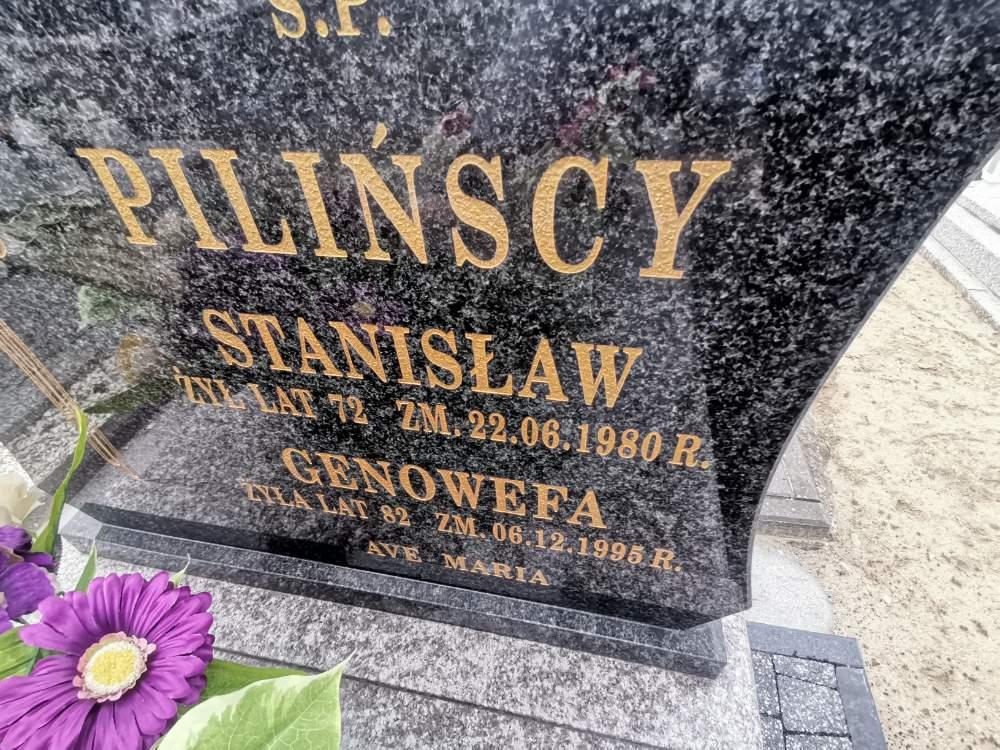 Ś.P.
PILIŃSCY
STANISŁAW
ŻYŁ LAT 72 ZM. 22.06.1980 R.
GENOWEFA
ŻYŁA LAT 82 ZM. 06.12.1995 R.
AVE MARIA